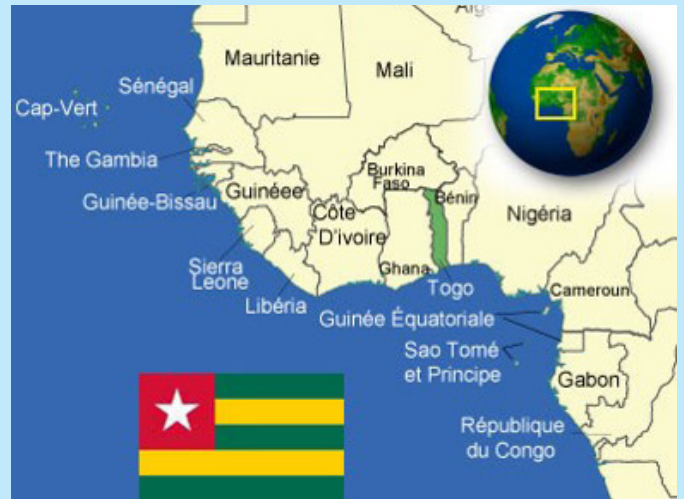 Mauritanie
Mali
Sénégal
Cap-Vert
The Gambia
Guinée-Bissau
Guinéee
Burkina
Faso
Bénin
Nigéria
Côte
D'ivoire
Ghana
Sierra
Leone
Libéria
Togo
Cameroun
Guinée Équatoriale
Sao Tomé
et Principe
Gabon
République
du Congo